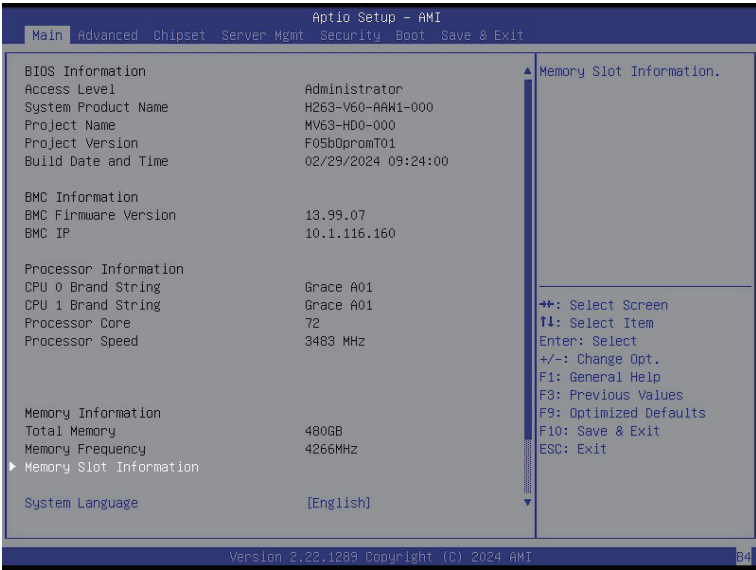 Aptio Setup - AMI
Main Advanced Chipset Server Mgmt Security Boot Save & Exit
BIOS Information
Access Level Administrator
System Product Name H263-V60-AAW1-000
Project Name MV63-HD0-000
Project Version F05b0promT01
Build Date and Time 02/29/2024 09:24:00
BMC Information
BMC Firmware Version 13.99.07
BMC IP 10.1.116.160
Processor Information
CPU 0 Brand String Grace A01
CPU 1 Brand String Grace A01
Processor Core 72
Processor Speed 3483 MHz
Memory Information
Total Memory 480GB
Memory Frequency 4266MHz
Memory Slot Information
System Language [English]
Memory Slot Information.
→←: Select Screen
↑↓: Select Item
Enter: Select
+/-: Change Opt.
F1: General Help
F3: Previous Values
F9: Optimized Defaults
F10: Save & Exit
ESC: Exit
Version 2.22.1289 Copyright (C) 2024 AMI
B4